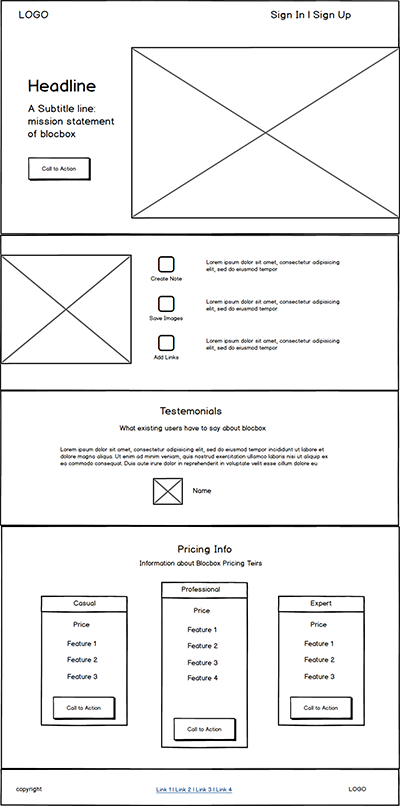 LOGO
Sign In | Sign Up
Headline
A Subtitle line:
mission statement
of blocbox
Call to Action
Create Note
Lorem ipsum dolor sit amet, consectetur adipisicing
elit, sed do eiusmod tempor
Save Images
Lorem ipsum dolor sit amet, consectetur adipisicing
elit, sed do eiusmod tempor
Add Links
Lorem ipsum dolor sit amet, consectetur adipisicing
elit, sed do eiusmod tempor
Testemonials
What existing users have to say about blocbox
Lorem ipsum dolor sit amet, consectetur adipisicing elit, sed do eiusmod tempor incididunt ut labore et
dolore magna aliqua. Ut enim ad minim veniam, quis nostrud exercitation ullamco laboris nisi ut aliquip ex
ea commodo consequat. Duis aute irure dolor in reprehenderit in voluptate velit esse cillum dolore eu
Name
Pricing Info
Information about Blocbox Pricing Teirs
Casual
Price
Feature 1
Feature 2
Feature 3
Call to Action
Professional
Price
Feature 1
Feature 2
Feature 3
Feature 4
Call to Action
Expert
Price
Feature 1
Feature 2
Feature 3
Call to Action
copyright
Link 1 | Link 2 | Link 3 | Link 4
LOGO